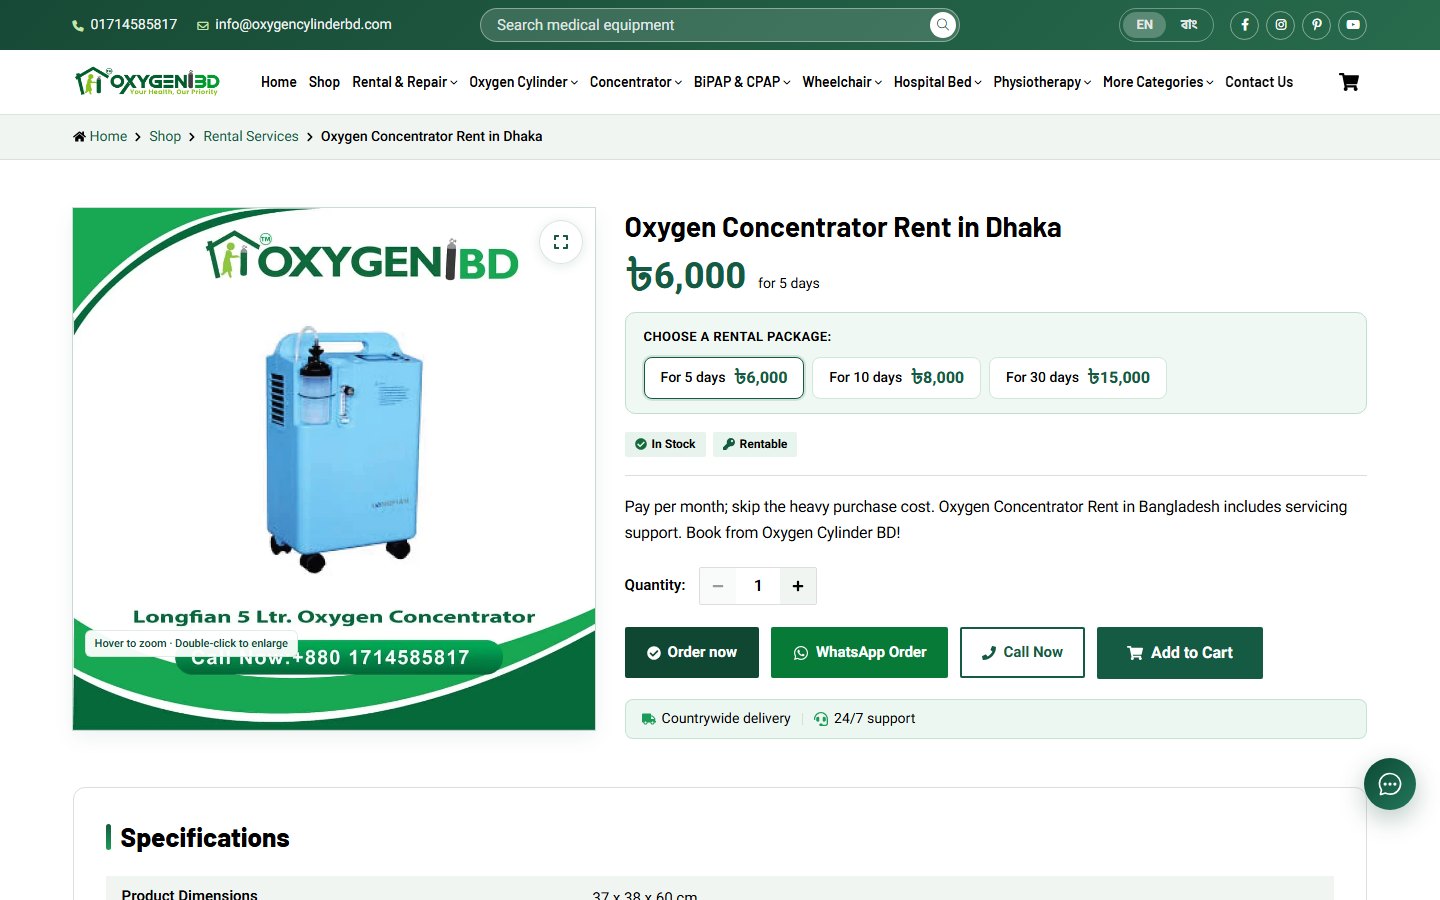 01714585817
info@oxygencylinderbd.com
Search medical equipment
EN
বাং
OXYGEN BD
Your Health, Our Priority
Home
Shop
Rental & Repair
Oxygen Cylinder
Concentrator
BiPAP & CPAP
Wheelchair
Hospital Bed
Physiotherapy
More Categories
Contact Us
Home > Shop > Rental Services > Oxygen Concentrator Rent in Dhaka
TM
OXYGEN BD
Longfian 5 Ltr. Oxygen Concentrator
Hover to zoom · Double-click to enlarge
Call Now:+880 1714585817
Oxygen Concentrator Rent in Dhaka
৳6,000 for 5 days
CHOOSE A RENTAL PACKAGE:
For 5 days ৳6,000
For 10 days ৳8,000
For 30 days ৳15,000
In Stock
Rentable
Pay per month; skip the heavy purchase cost. Oxygen Concentrator Rent in Bangladesh includes servicing
support. Book from Oxygen Cylinder BD!
Quantity: − 1 +
Order now
WhatsApp Order
Call Now
Add to Cart
Countrywide delivery
24/7 support
Specifications
Product Dimensions
37 x 38 x 60 cm